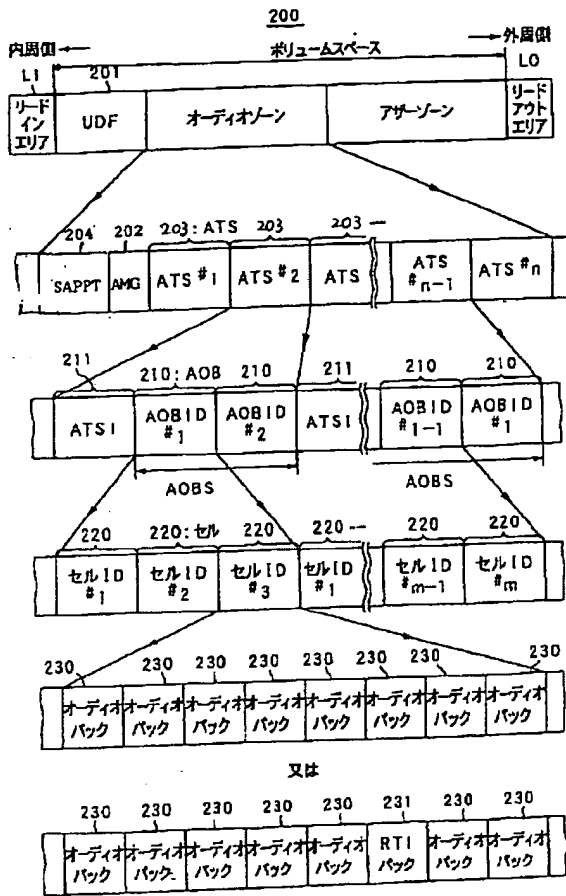 200
内周側 ← ボリュームスペース → 外周側
L1 201 LO
リード
イン
エリア
UDF
オーディオゾーン
アザーゾーン
リード
アウト
エリア
204 202 203:ATS 203 203—
SAPPT AMG ATS #1 ATS #2 ATS ATS #n-1 ATS #n
211 210:AOB 210 211 210 210
ATSI AOBID #1 AOBID #2 ATSI AOBID #1-1 AOBID #1
AOBS AOBS
220 220:セル 220 220— 220 220
セルID #1 セルID #2 セルID #3 セルID #1 セルID #m-1 セルID #m
230 230 230 230 230 230 230 230
オーディオ オーディオ オーディオ オーディオ オーディオ オーディオ オーディオ オーディオ
パック パック パック パック パック パック パック パック
又は
230 230 230 230 230 231 230 230
オーディオ オーディオ オーディオ オーディオ オーディオ RTI オーディオ オーディオ
パック パック パック パック パック パック パック パック